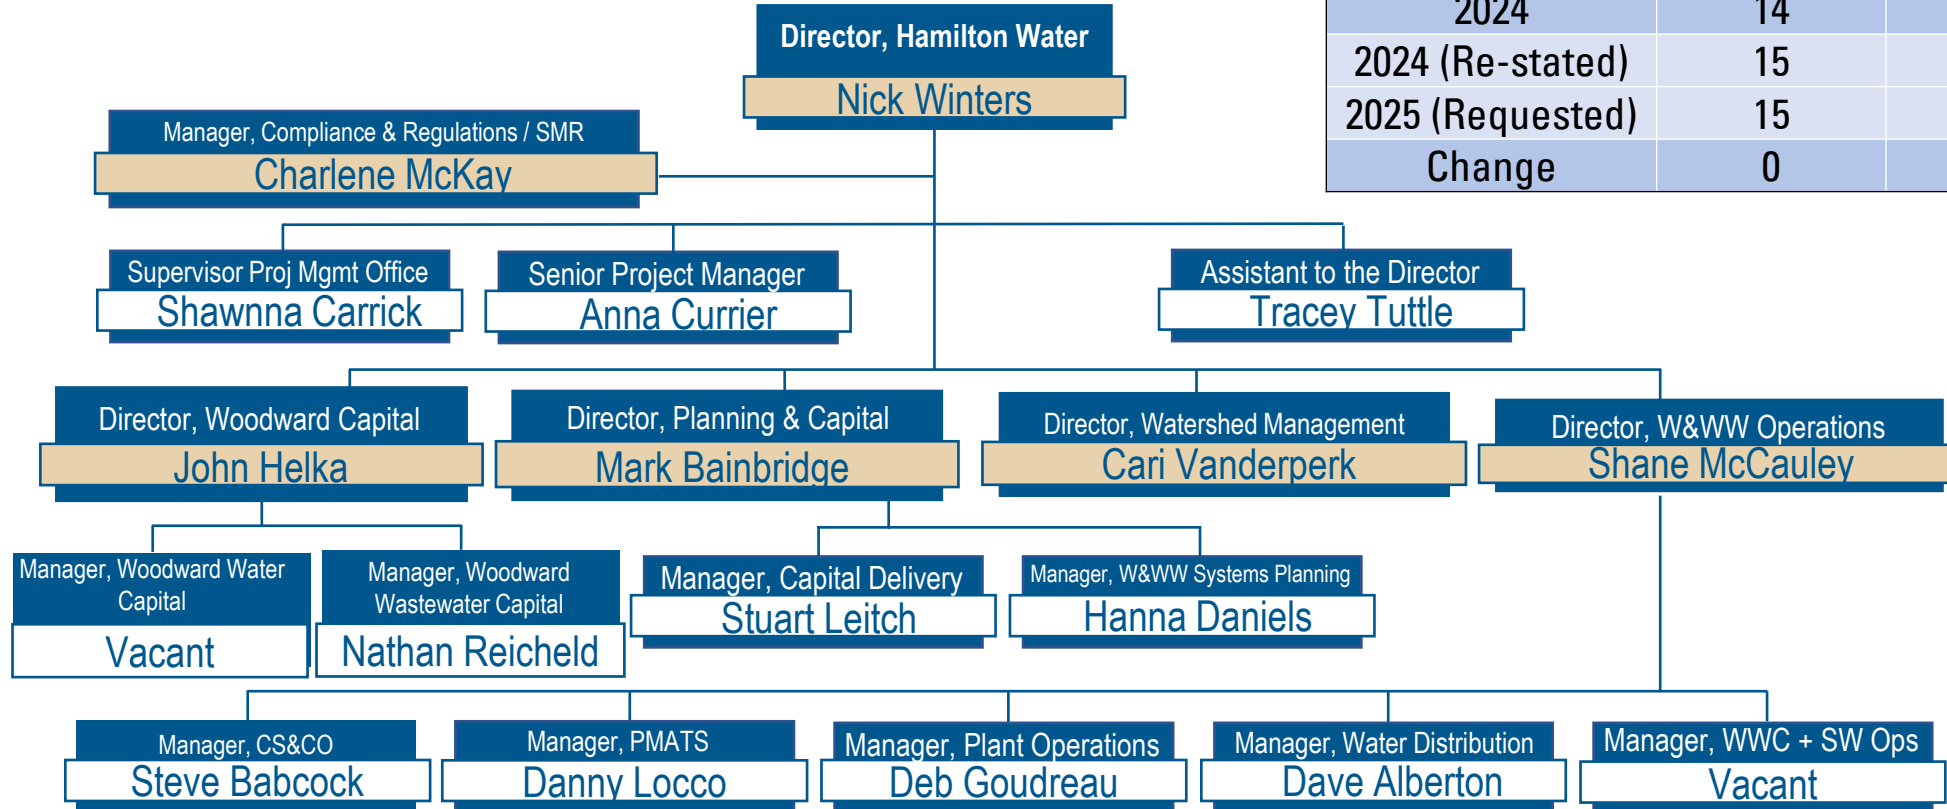 Director, Hamilton Water
Nick Winters
2024 14
2024 (Re-stated) 15
2025 (Requested) 15
Change 0
Manager, Compliance & Regulations / SMR
Charlene McKay
Supervisor Proj Mgmt Office
Shawnna Carrick
Senior Project Manager
Anna Currier
Assistant to the Director
Tracey Tuttle
Director, Woodward Capital
John Helka
Director, Planning & Capital
Mark Bainbridge
Director, Watershed Management
Cari Vanderperk
Director, W&WW Operations
Shane McCauley
Manager, Woodward Water
Capital
Vacant
Manager, Woodward
Wastewater Capital
Nathan Reicheld
Manager, Capital Delivery
Stuart Leitch
Manager, W&WW Systems Planning
Hanna Daniels
Manager, CS&CO
Steve Babcock
Manager, PMATS
Danny Locco
Manager, Plant Operations
Deb Goudreau
Manager, Water Distribution
Dave Alberton
Manager, WWC + SW Ops
Vacant